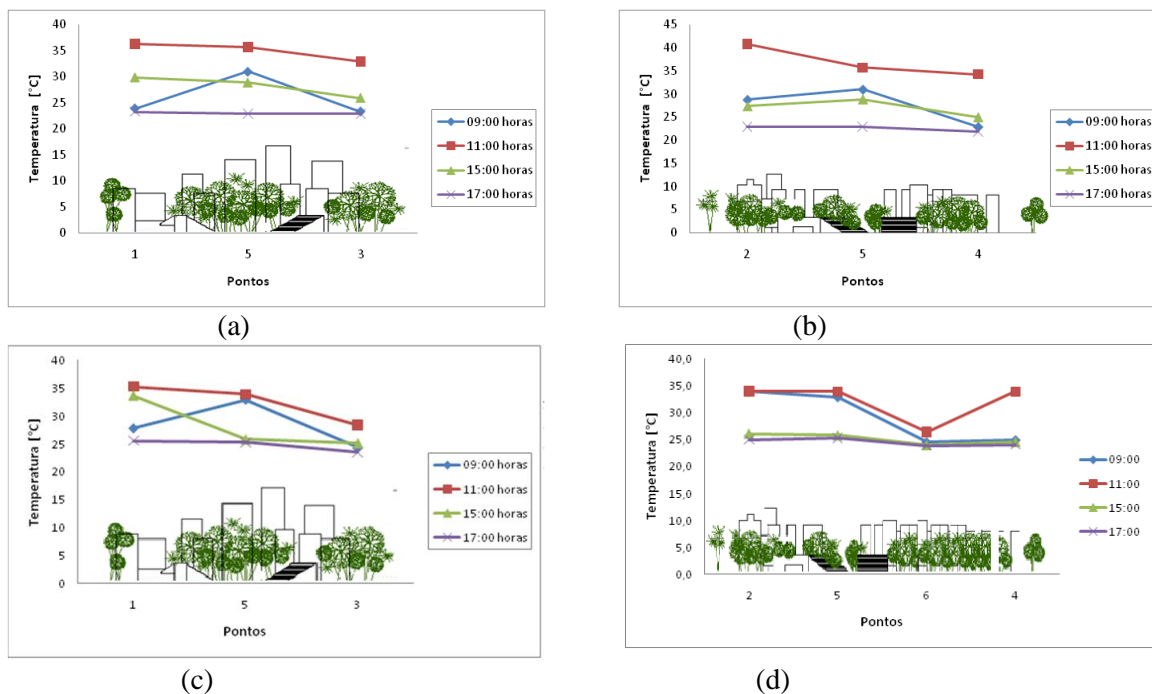 40
35
30
25
20
15
10
5
0
Temperatura [°C]
1 5 3
Pontos
09:00 horas
11:00 horas
15:00 horas
17:00 horas
(a)
45
40
35
30
25
20
15
10
5
0
Temperatura [°C]
2 5 4
Pontos
09:00 horas
11:00 horas
15:00 horas
17:00 horas
(b)
40
35
30
25
20
15
10
5
0
Temperatura [°C]
1 5 3
Pontos
09:00 horas
11:00 horas
15:00 horas
17:00 horas
(c)
40,0
35,0
30,0
25,0
20,0
15,0
10,0
5,0
0,0
Temperatura [°C]
2 5 6 4
Pontos
09:00
11:00
15:00
17:00
(d)